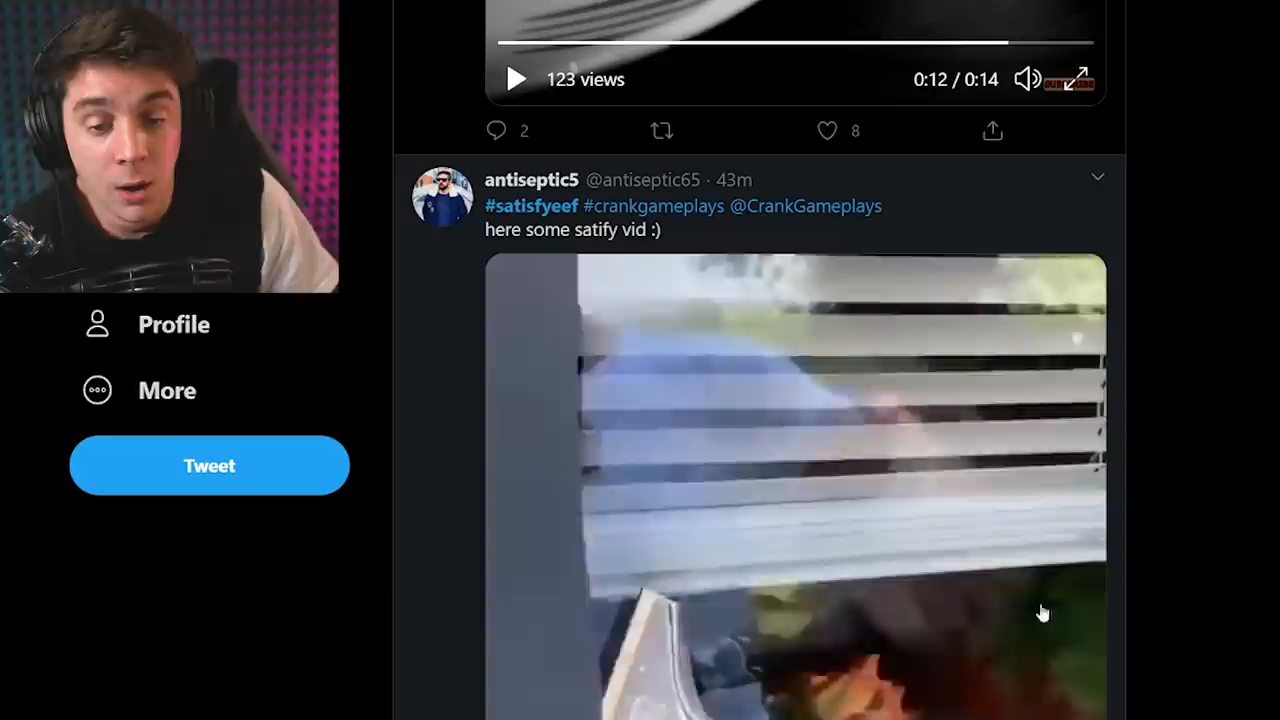 123 views
0:12 / 0:14
2
8
antiseptic5 @antiseptic65 · 43m
#satisfyeef #crankgameplays @CrankGameplays
here some satify vid :)
Profile
More
Tweet